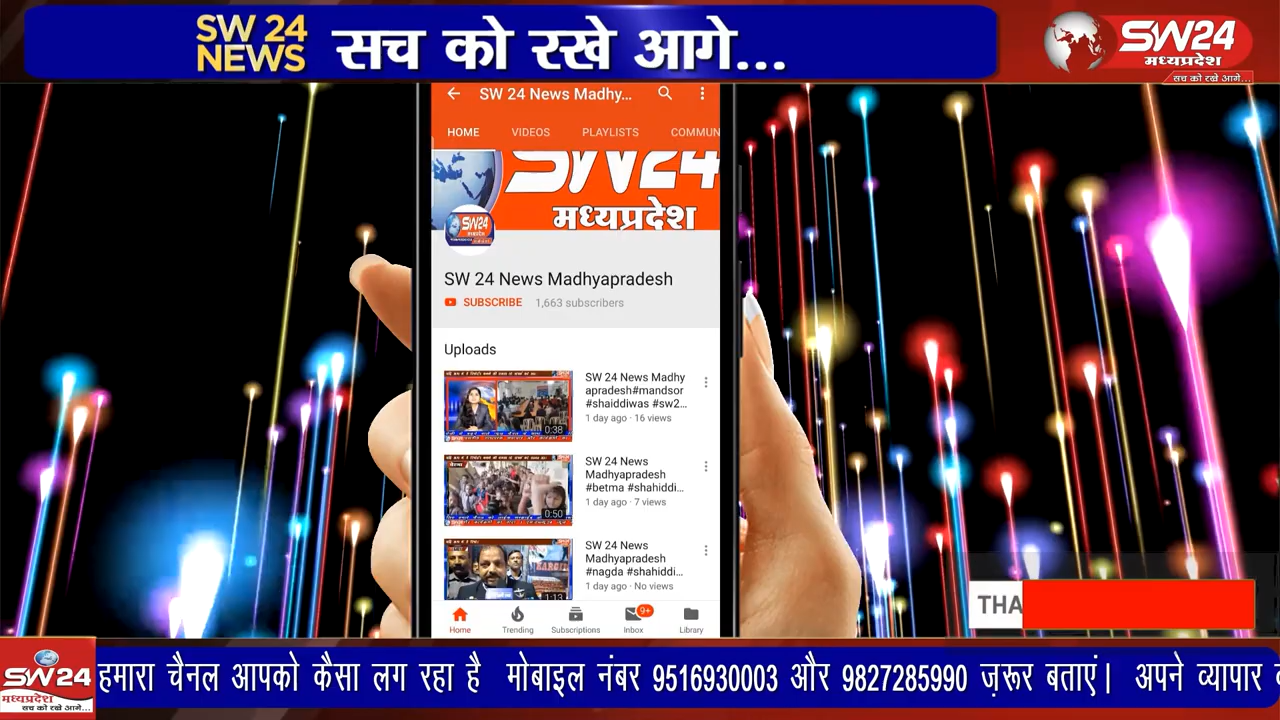 SW 24
NEWS
सच को रखे आगे...
SW24
मध्यप्रदेश
सच को रखे आगे...
SW 24 News Madhy...
HOME VIDEOS PLAYLISTS COMMUN
SW24
मध्यप्रदेश
SW24
SW 24 News Madhyapradesh
SUBSCRIBE 1,663 subscribers
Uploads
SW 24 News Madhy
apradesh#mandsor
#shaiddiwas #sw2...
1 day ago · 16 views
0:38
SW 24 News
Madhyapradesh
#betma #shahiddi...
1 day ago · 7 views
0:50
SW 24 News
Madhyapradesh
#nagda #shahiddi...
1 day ago · No views
1:13
Home Trending Subscriptions Inbox Library
9+
THA
SW24
मध्यप्रदेश
सच को रखे आगे...
हमारा चैनल आपको कैसा लग रहा है मोबाइल नंबर 9516930003 और 9827285990 ज़रूर बताएं| अपने व्यापार